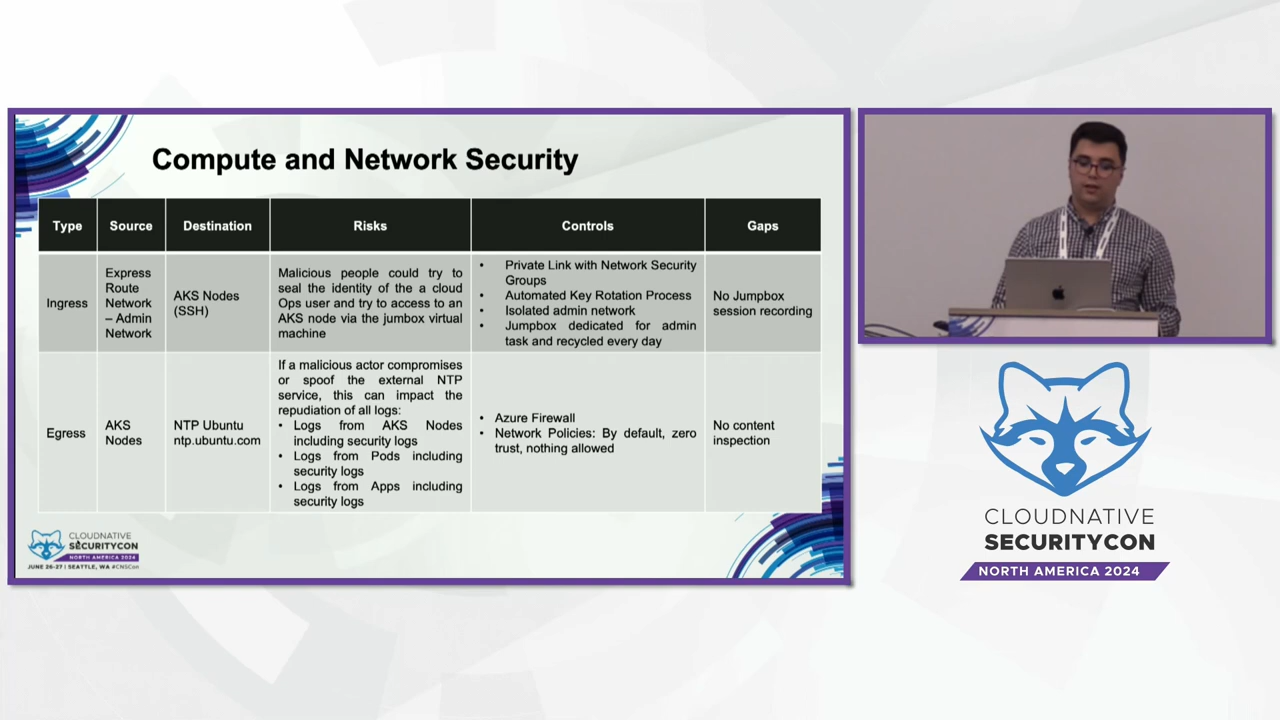 Compute and Network Security
Type
Source
Destination
Risks
Controls
Gaps
Ingress
Express
Route
Network
– Admin
Network
AKS Nodes
(SSH)
Malicious people could try to
seal the identity of the a cloud
Ops user and try to access to an
AKS node via the jumbox virtual
machine
• Private Link with Network Security
Groups
• Automated Key Rotation Process
• Isolated admin network
• Jumpbox dedicated for admin
task and recycled every day
No Jumpbox
session recording
Egress
AKS
Nodes
NTP Ubuntu
ntp.ubuntu.com
If a malicious actor compromises
or spoof the external NTP
service, this can impact the
repudiation of all logs:
• Logs from AKS Nodes
including security logs
• Logs from Pods including
security logs
• Logs from Apps including
security logs
• Azure Firewall
• Network Policies: By default, zero
trust, nothing allowed
No content
inspection
CLOUDNATIVE
SECURITYCON
NORTH AMERICA 2024
JUNE 26-27 | SEATTLE, WA #CNSCon
CLOUDNATIVE
SECURITYCON
NORTH AMERICA 2024